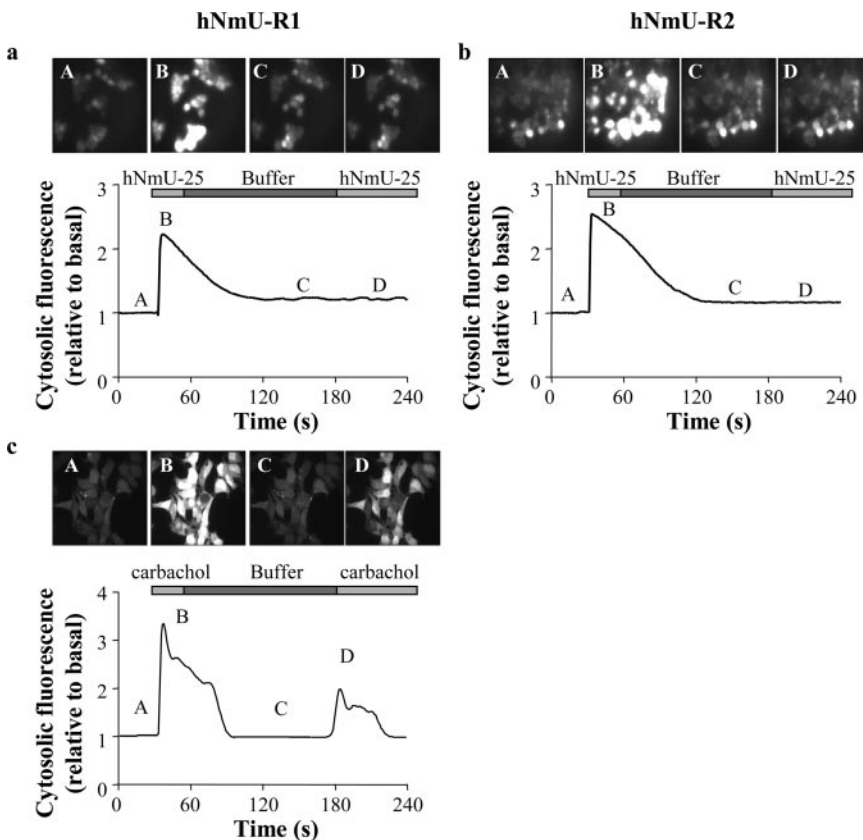 hNmU-R1
hNmU-R2
a
A B C D
hNmU-25 Buffer hNmU-25
Cytosolic fluorescence
(relative to basal)
3
2
1
0
A B C D
0 60 120 180 240
Time (s)
b
A B C D
hNmU-25 Buffer hNmU-25
Cytosolic fluorescence
(relative to basal)
3
2
1
0
A B C D
0 60 120 180 240
Time (s)
c
A B C D
carbachol Buffer carbachol
Cytosolic fluorescence
(relative to basal)
4
3
2
1
0
A B C D
0 60 120 180 240
Time (s)